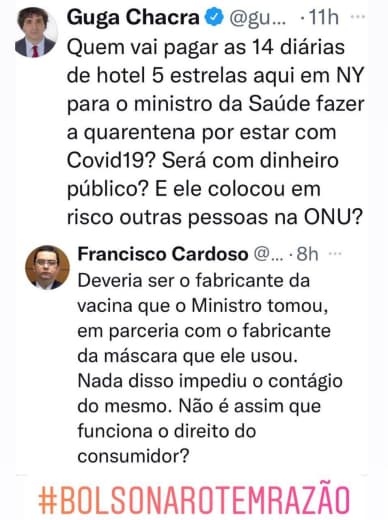 Guga Chacra @gu... · 11h ...
Quem vai pagar as 14 diárias
de hotel 5 estrelas aqui em NY
para o ministro da Saúde fazer
a quarentena por estar com
Covid19? Será com dinheiro
público? E ele colocou em
risco outras pessoas na ONU?
Francisco Cardoso @... · 8h ...
Deveria ser o fabricante da
vacina que o Ministro tomou,
em parceria com o fabricante
da máscara que ele usou.
Nada disso impediu o contágio
do mesmo. Não é assim que
funciona o direito do
consumidor?
#BOLSONAROTEMRAZÃO